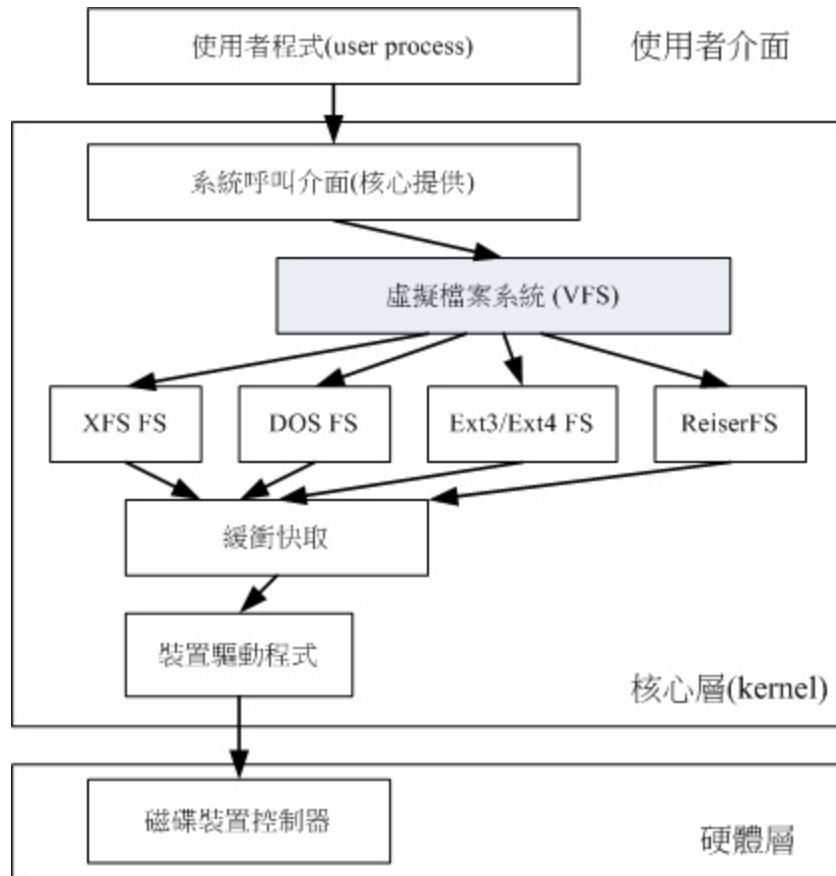 使用者程式(user process)
使用者介面
系統呼叫介面(核心提供)
虛擬檔案系統 (VFS)
XFS FS
DOS FS
Ext3/Ext4 FS
ReiserFS
緩衝快取
裝置驅動程式
核心層(kernel)
磁碟裝置控制器
硬體層